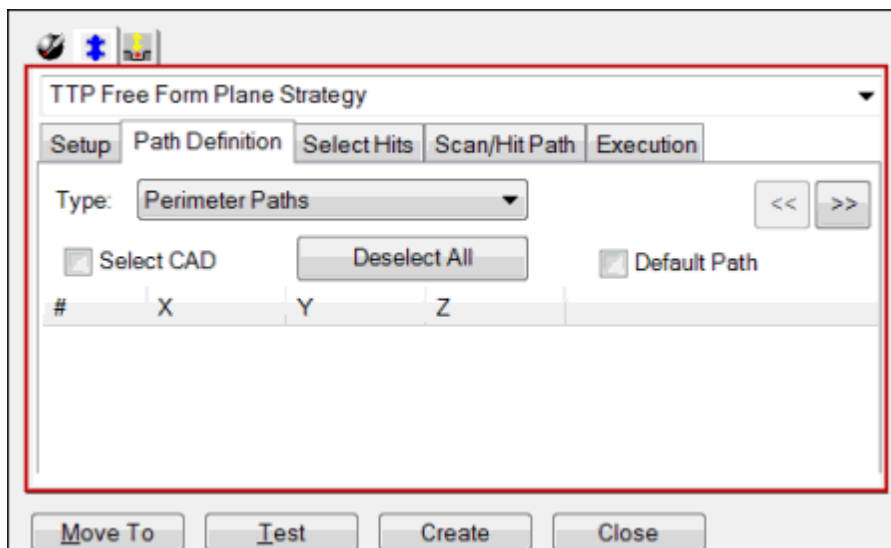 TTP Free Form Plane Strategy
Setup Path Definition Select Hits Scan/Hit Path Execution
Type: Perimeter Paths << >>
Select CAD Deselect All Default Path
# X Y Z
Move To Test Create Close